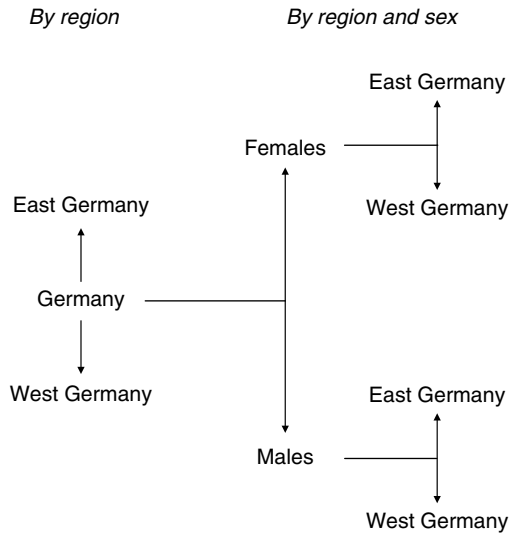 By region
By region and sex
East Germany
Females
West Germany
East Germany
Germany
West Germany
East Germany
Males
West Germany